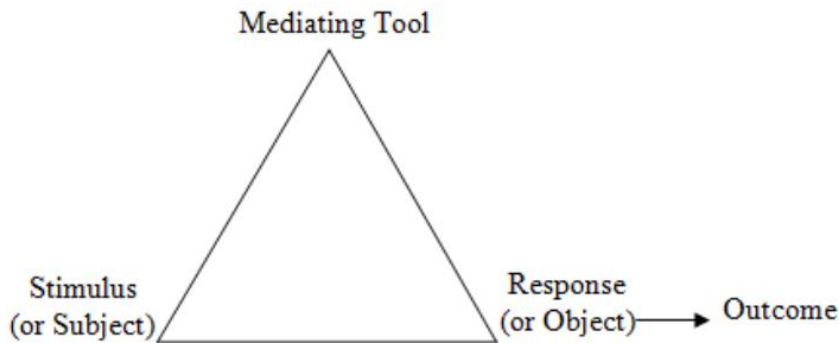 Mediating Tool
Stimulus
(or Subject)
Response
(or Object)
Outcome